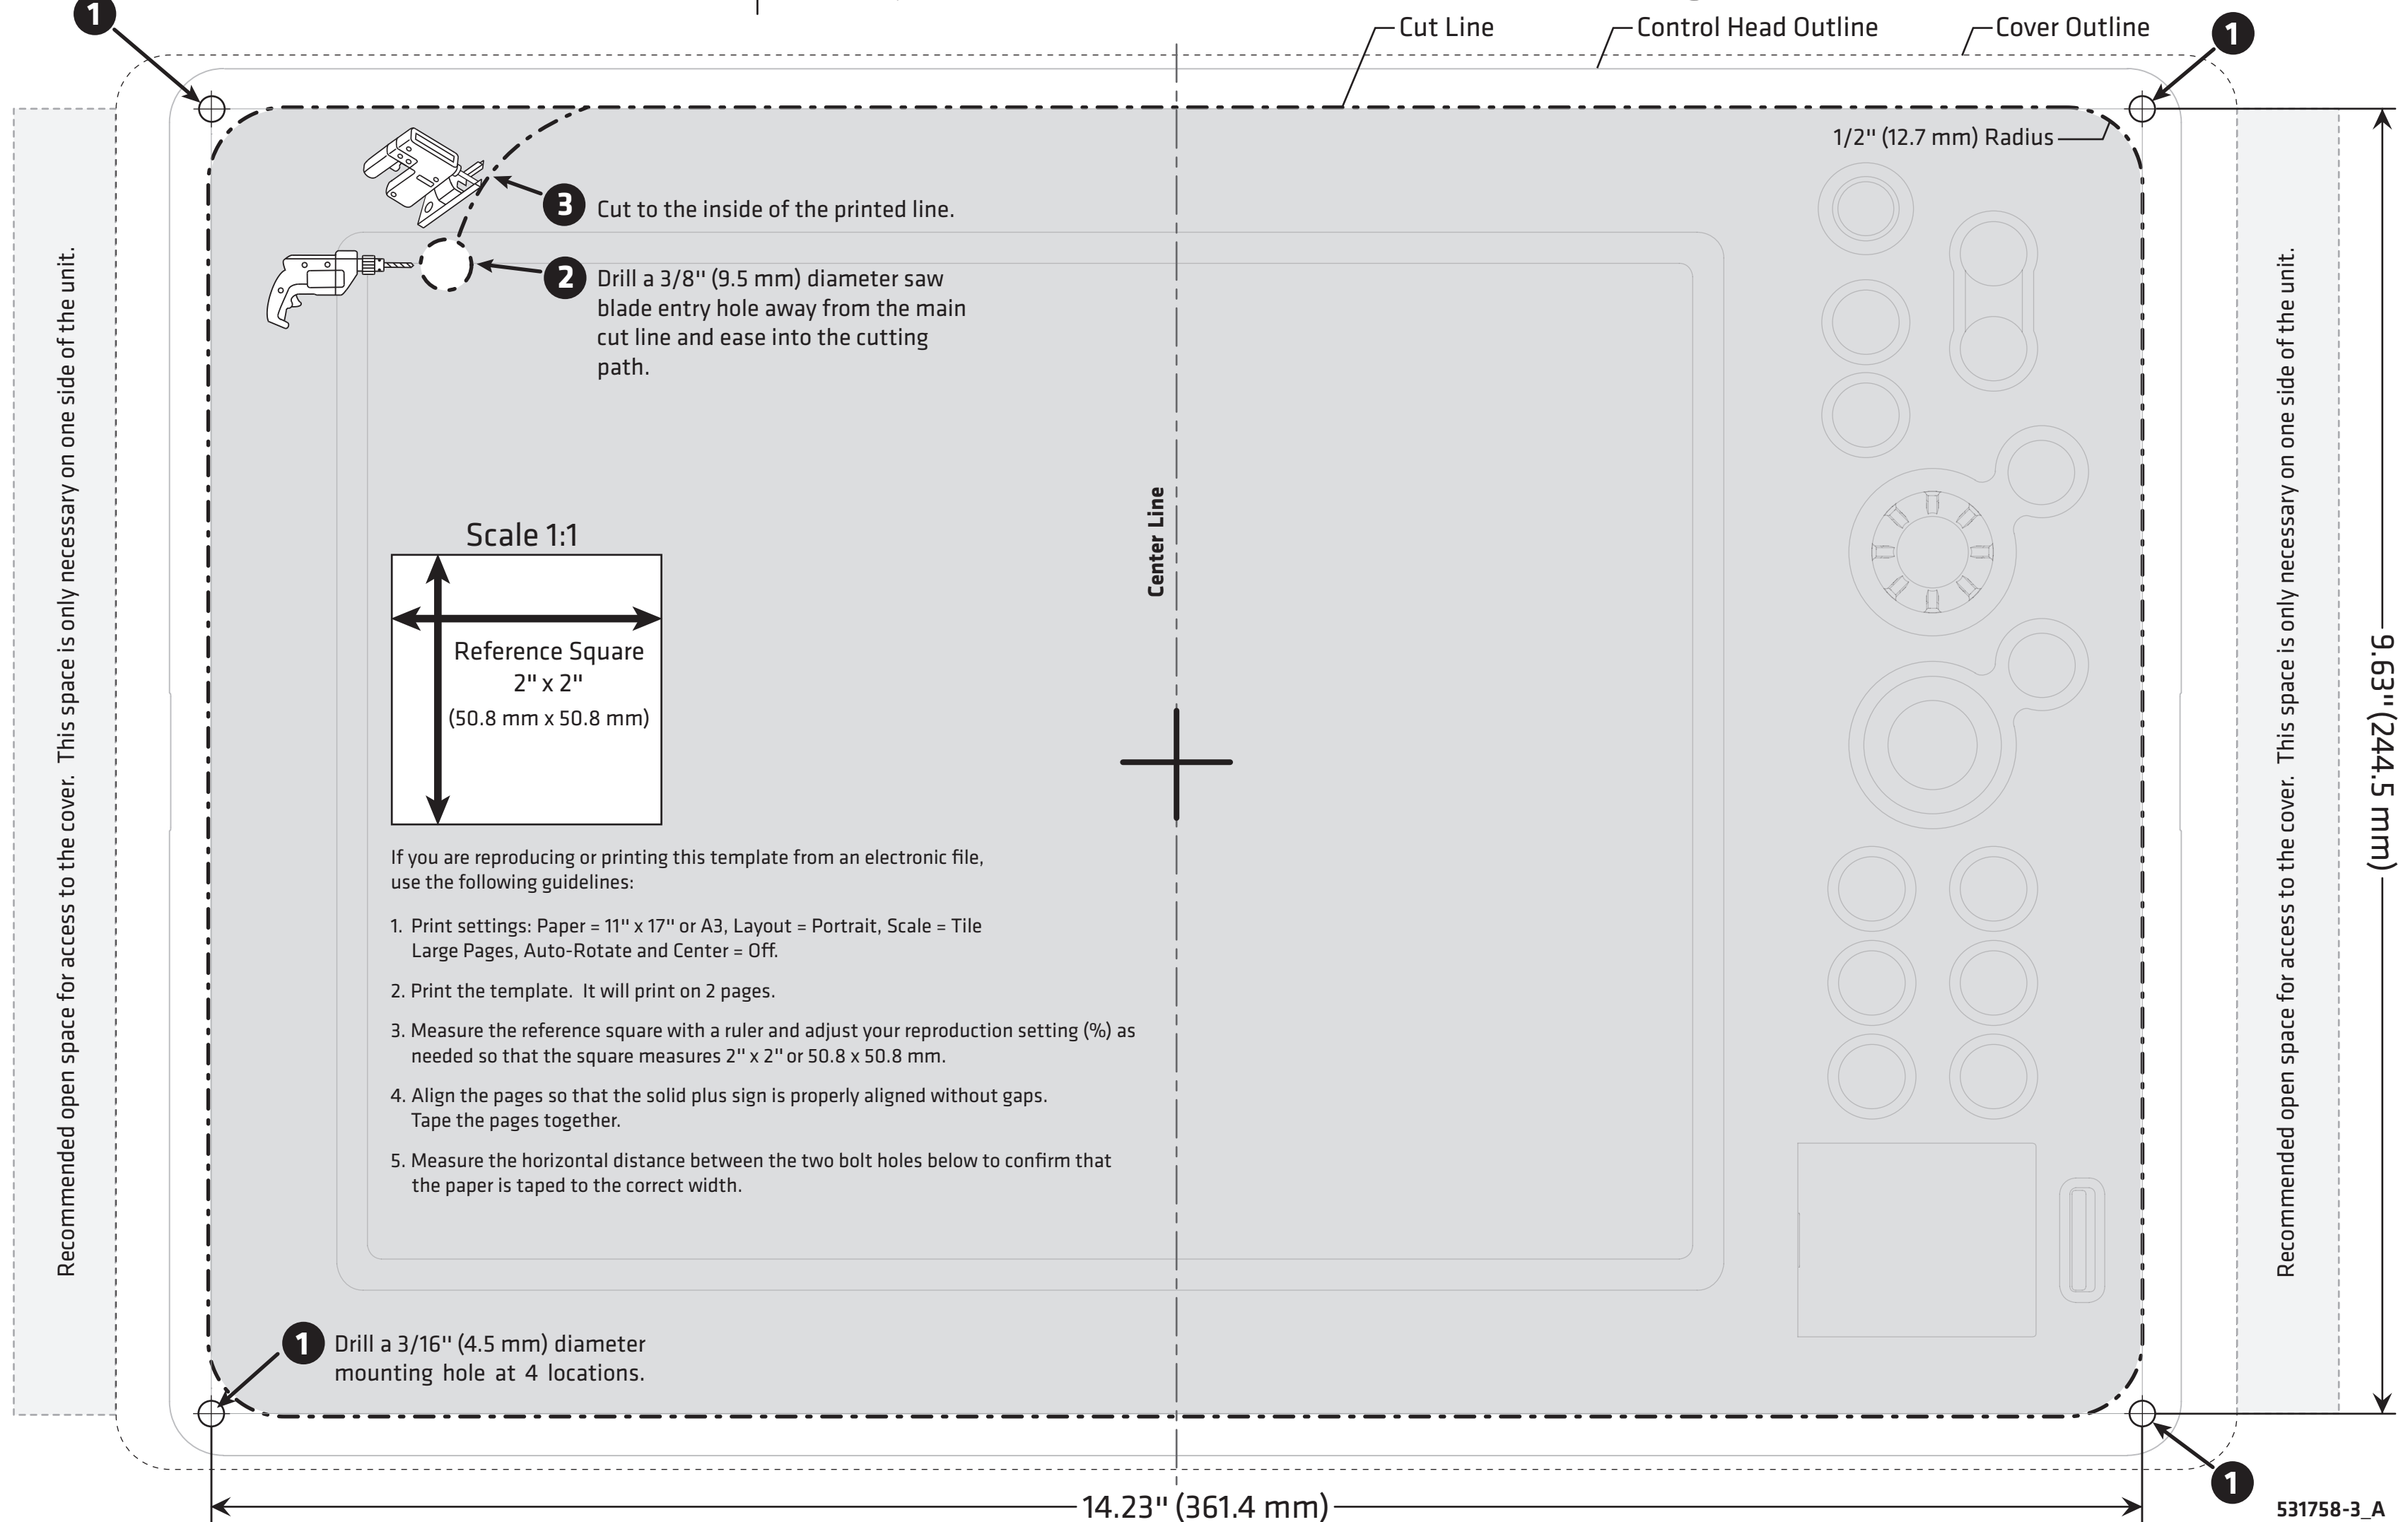 Cut Line
Control Head Outline
Cover Outline
1
1
1/2" (12.7 mm) Radius
3 Cut to the inside of the printed line.
2 Drill a 3/8" (9.5 mm) diameter saw
blade entry hole away from the main
cut line and ease into the cutting
path.
Recommended open space for access to the cover.  This space is only necessary on one side of the unit.
Center Line
Scale 1:1
Reference Square
2" x 2"
(50.8 mm x 50.8 mm)
If you are reproducing or printing this template from an electronic file,
use the following guidelines:
1. Print settings: Paper = 11" x 17" or A3, Layout = Portrait, Scale = Tile
Large Pages, Auto-Rotate and Center = Off.
2. Print the template.  It will print on 2 pages.
3. Measure the reference square with a ruler and adjust your reproduction setting (%) as
needed so that the square measures 2" x 2" or 50.8 x 50.8 mm.
4. Align the pages so that the solid plus sign is properly aligned without gaps.
Tape the pages together.
5. Measure the horizontal distance between the two bolt holes below to confirm that
the paper is taped to the correct width.
Recommended open space for access to the cover.  This space is only necessary on one side of the unit.
9.63" (244.5 mm)
1 Drill a 3/16" (4.5 mm) diameter
mounting hole at 4 locations.
1
14.23" (361.4 mm)
531758-3_A